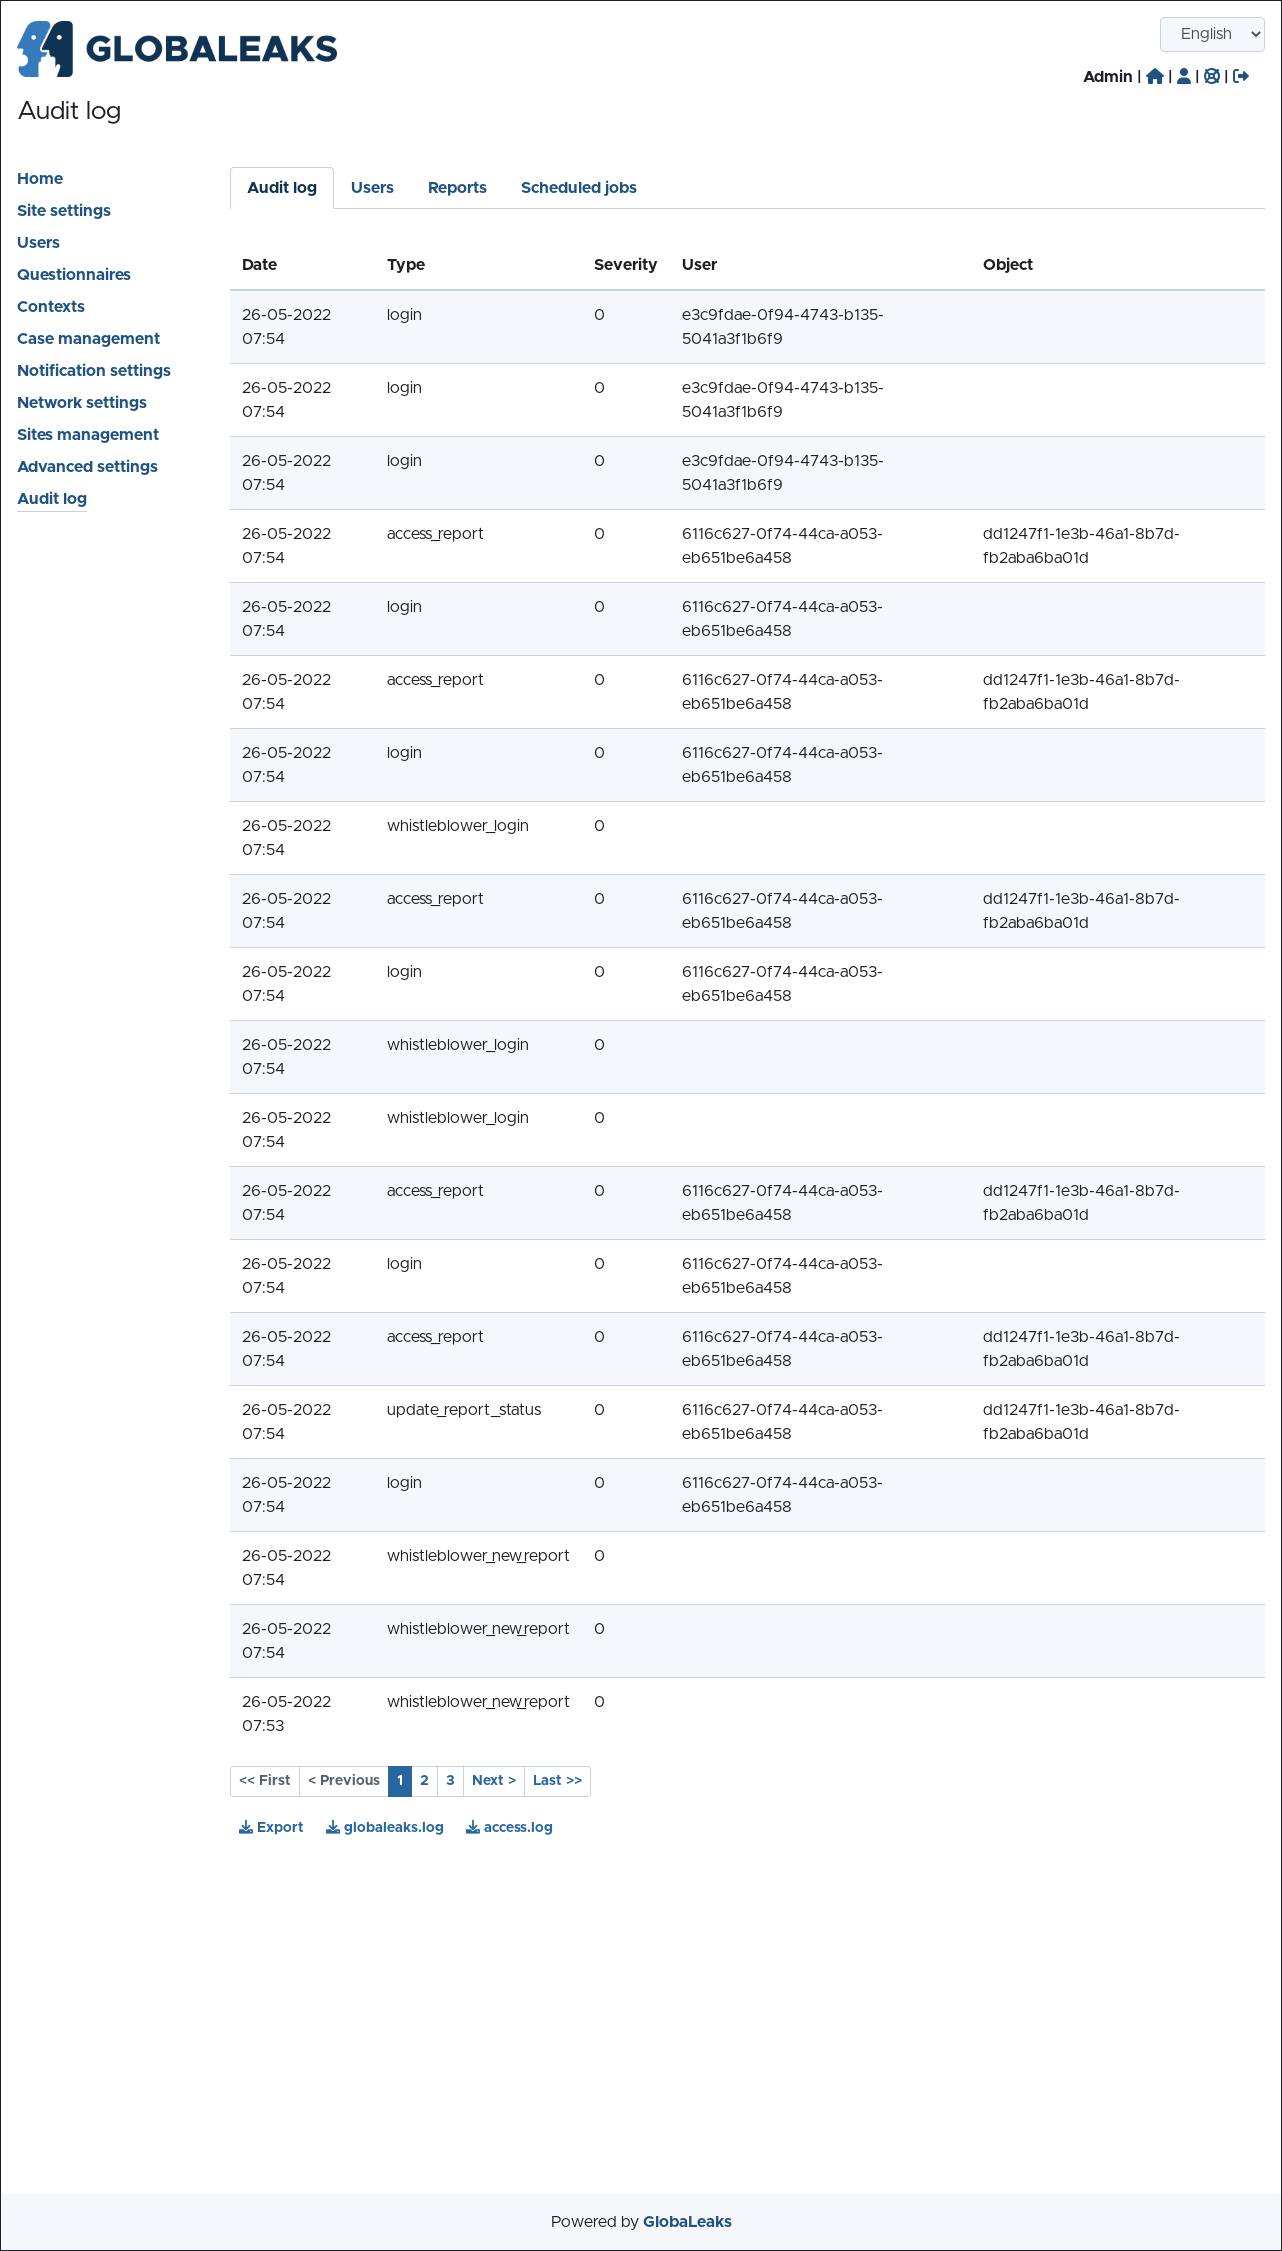 GLOBALEAKS
English
Admin | | | |
Audit log
Home
Site settings
Users
Questionnaires
Contexts
Case management
Notification settings
Network settings
Sites management
Advanced settings
Audit log
Audit log Users Reports Scheduled jobs
Date Type Severity User Object
26-05-2022 login 0 e3c9fdae-0f94-4743-b135-
07:54 5041a3f1b6f9
26-05-2022 login 0 e3c9fdae-0f94-4743-b135-
07:54 5041a3f1b6f9
26-05-2022 login 0 e3c9fdae-0f94-4743-b135-
07:54 5041a3f1b6f9
26-05-2022 access_report 0 6116c627-0f74-44ca-a053- dd1247f1-1e3b-46a1-8b7d-
07:54 eb651be6a458 fb2aba6ba01d
26-05-2022 login 0 6116c627-0f74-44ca-a053-
07:54 eb651be6a458
26-05-2022 access_report 0 6116c627-0f74-44ca-a053- dd1247f1-1e3b-46a1-8b7d-
07:54 eb651be6a458 fb2aba6ba01d
26-05-2022 login 0 6116c627-0f74-44ca-a053-
07:54 eb651be6a458
26-05-2022 whistleblower_login 0
07:54
26-05-2022 access_report 0 6116c627-0f74-44ca-a053- dd1247f1-1e3b-46a1-8b7d-
07:54 eb651be6a458 fb2aba6ba01d
26-05-2022 login 0 6116c627-0f74-44ca-a053-
07:54 eb651be6a458
26-05-2022 whistleblower_login 0
07:54
26-05-2022 whistleblower_login 0
07:54
26-05-2022 access_report 0 6116c627-0f74-44ca-a053- dd1247f1-1e3b-46a1-8b7d-
07:54 eb651be6a458 fb2aba6ba01d
26-05-2022 login 0 6116c627-0f74-44ca-a053-
07:54 eb651be6a458
26-05-2022 access_report 0 6116c627-0f74-44ca-a053- dd1247f1-1e3b-46a1-8b7d-
07:54 eb651be6a458 fb2aba6ba01d
26-05-2022 update_report_status 0 6116c627-0f74-44ca-a053- dd1247f1-1e3b-46a1-8b7d-
07:54 eb651be6a458 fb2aba6ba01d
26-05-2022 login 0 6116c627-0f74-44ca-a053-
07:54 eb651be6a458
26-05-2022 whistleblower_new_report 0
07:54
26-05-2022 whistleblower_new_report 0
07:54
26-05-2022 whistleblower_new_report 0
07:53
<< First < Previous 1 2 3 Next > Last >>
Export globaleaks.log access.log
Powered by GlobaLeaks